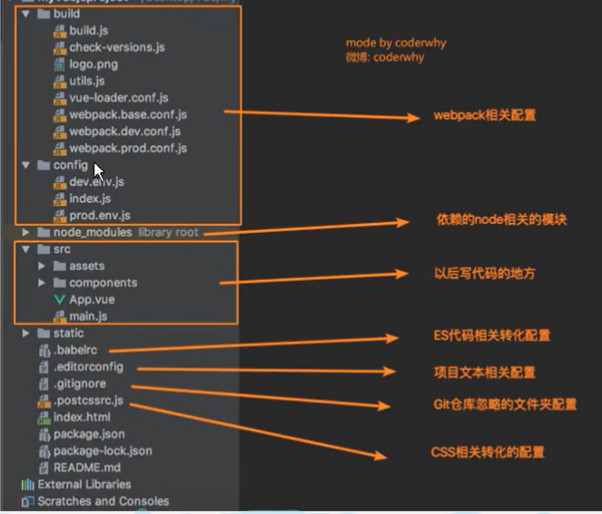 build
build.js
check-versions.js
logo.png
utils.js
vue-loader.conf.js
webpack.base.conf.js
webpack.dev.conf.js
webpack.prod.conf.js
config
dev.env.js
index.js
prod.env.js
node_modules library root
src
assets
components
App.vue
main.js
static
.babelrc
.editorconfig
.gitignore
.postcssrc.js
index.html
package.json
package-lock.json
README.md
External Libraries
Scratches and Consoles
mode by coderwhy
微博: coderwhy
webpack相关配置
依赖的node相关的模块
以后写代码的地方
ES代码相关转化配置
项目文本相关配置
Git仓库忽略的文件夹配置
CSS相关转化的配置